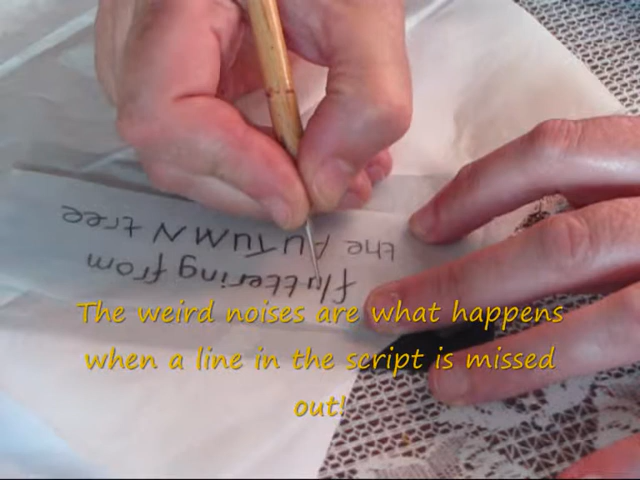 fluttering from
the AUTUMN tree
The weird noises are what happens
when a line in the script is missed
out!